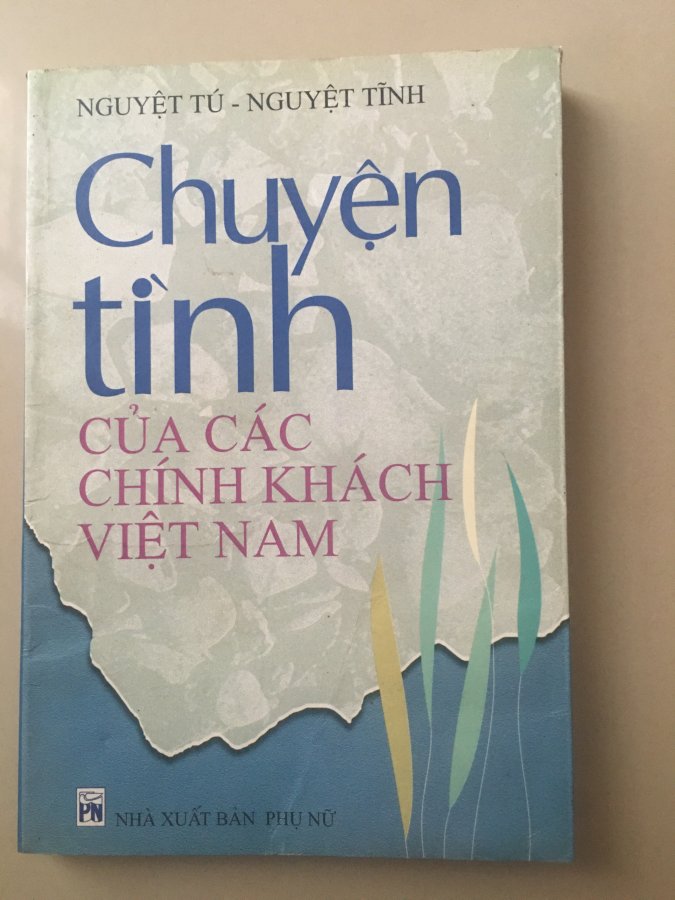 NGUYỆT TÚ - NGUYỆT TĨNH
Chuyện
tình
CỦA CÁC
CHÍNH KHÁCH
VIỆT NAM
PN
NHÀ XUẤT BẢN PHỤ NỮ